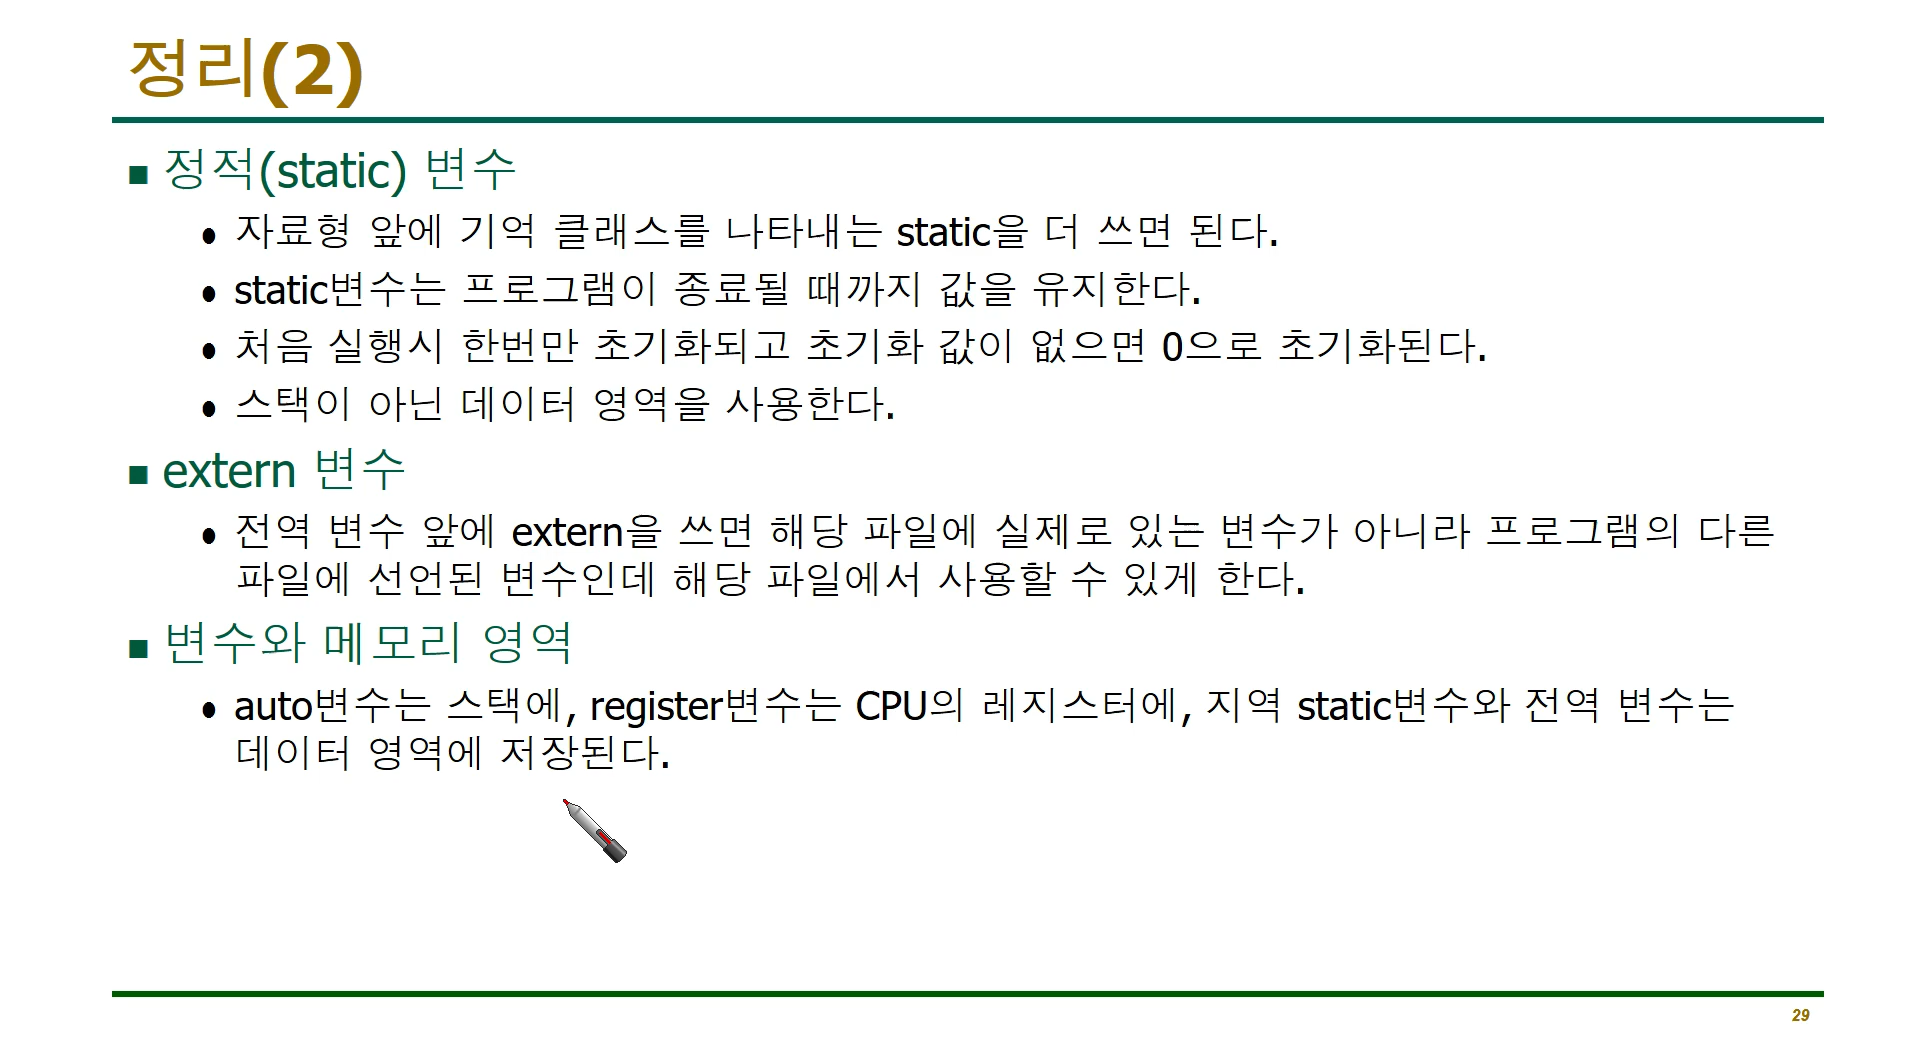 정리(2)
정적(static) 변수
자료형 앞에 기억 클래스를 나타내는 static을 더 쓰면 된다.
static변수는 프로그램이 종료될 때까지 값을 유지한다.
처음 실행시 한번만 초기화되고 초기화 값이 없으면 0으로 초기화된다.
스택이 아닌 데이터 영역을 사용한다.
extern 변수
전역 변수 앞에 extern을 쓰면 해당 파일에 실제로 있는 변수가 아니라 프로그램의 다른
파일에 선언된 변수인데 해당 파일에서 사용할 수 있게 한다.
변수와 메모리 영역
auto변수는 스택에, register변수는 CPU의 레지스터에, 지역 static변수와 전역 변수는
데이터 영역에 저장된다.
29